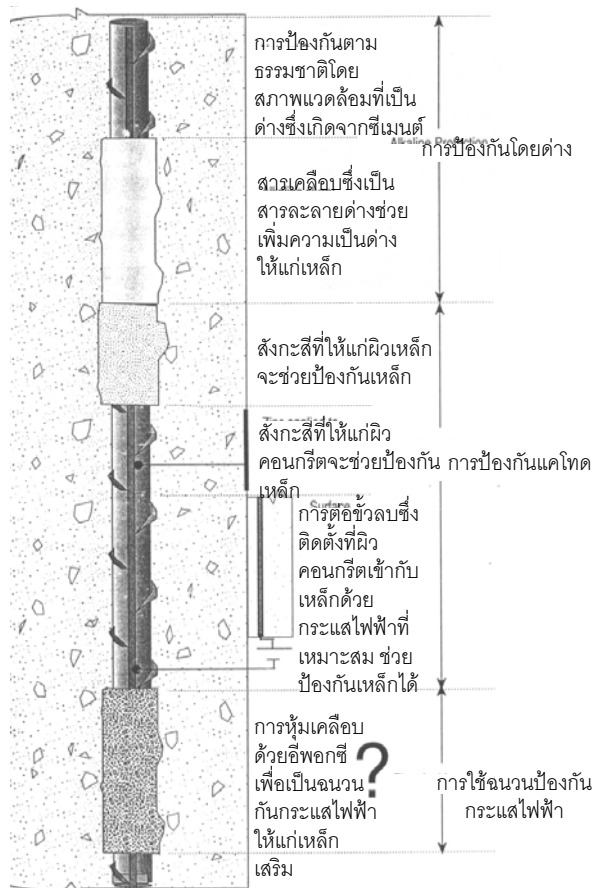 การป้องกันตาม
ธรรมชาติโดย
สภาพแวดล้อมที่เป็น
ด่างซึ่งเกิดจากซีเมนต์
การป้องกันโดยด่าง
สารเคลือบซึ่งเป็น
สารละลายด่างช่วย
เพิ่มความเป็นด่าง
ให้แก่เหล็ก
สังกะสีที่ให้แก่ผิวเหล็ก
จะช่วยป้องกันเหล็ก
สังกะสีที่ให้แก่ผิว
คอนกรีตจะช่วยป้องกัน
เหล็ก
การป้องกันแคโทด
Surface
การต่อขั้วลบซึ่ง
ติดตั้งที่ผิว
คอนกรีตเข้ากับ
เหล็กด้วย
กระแสไฟฟ้าที่
เหมาะสม ช่วย
ป้องกันเหล็กได้
การหุ้มเคลือบ
ด้วยอีพอกซี
เพื่อเป็นฉนวน
กันกระแสไฟฟ้า
ให้แก่เหล็ก
เสริม
?
การใช้ฉนวนป้องกัน
กระแสไฟฟ้า